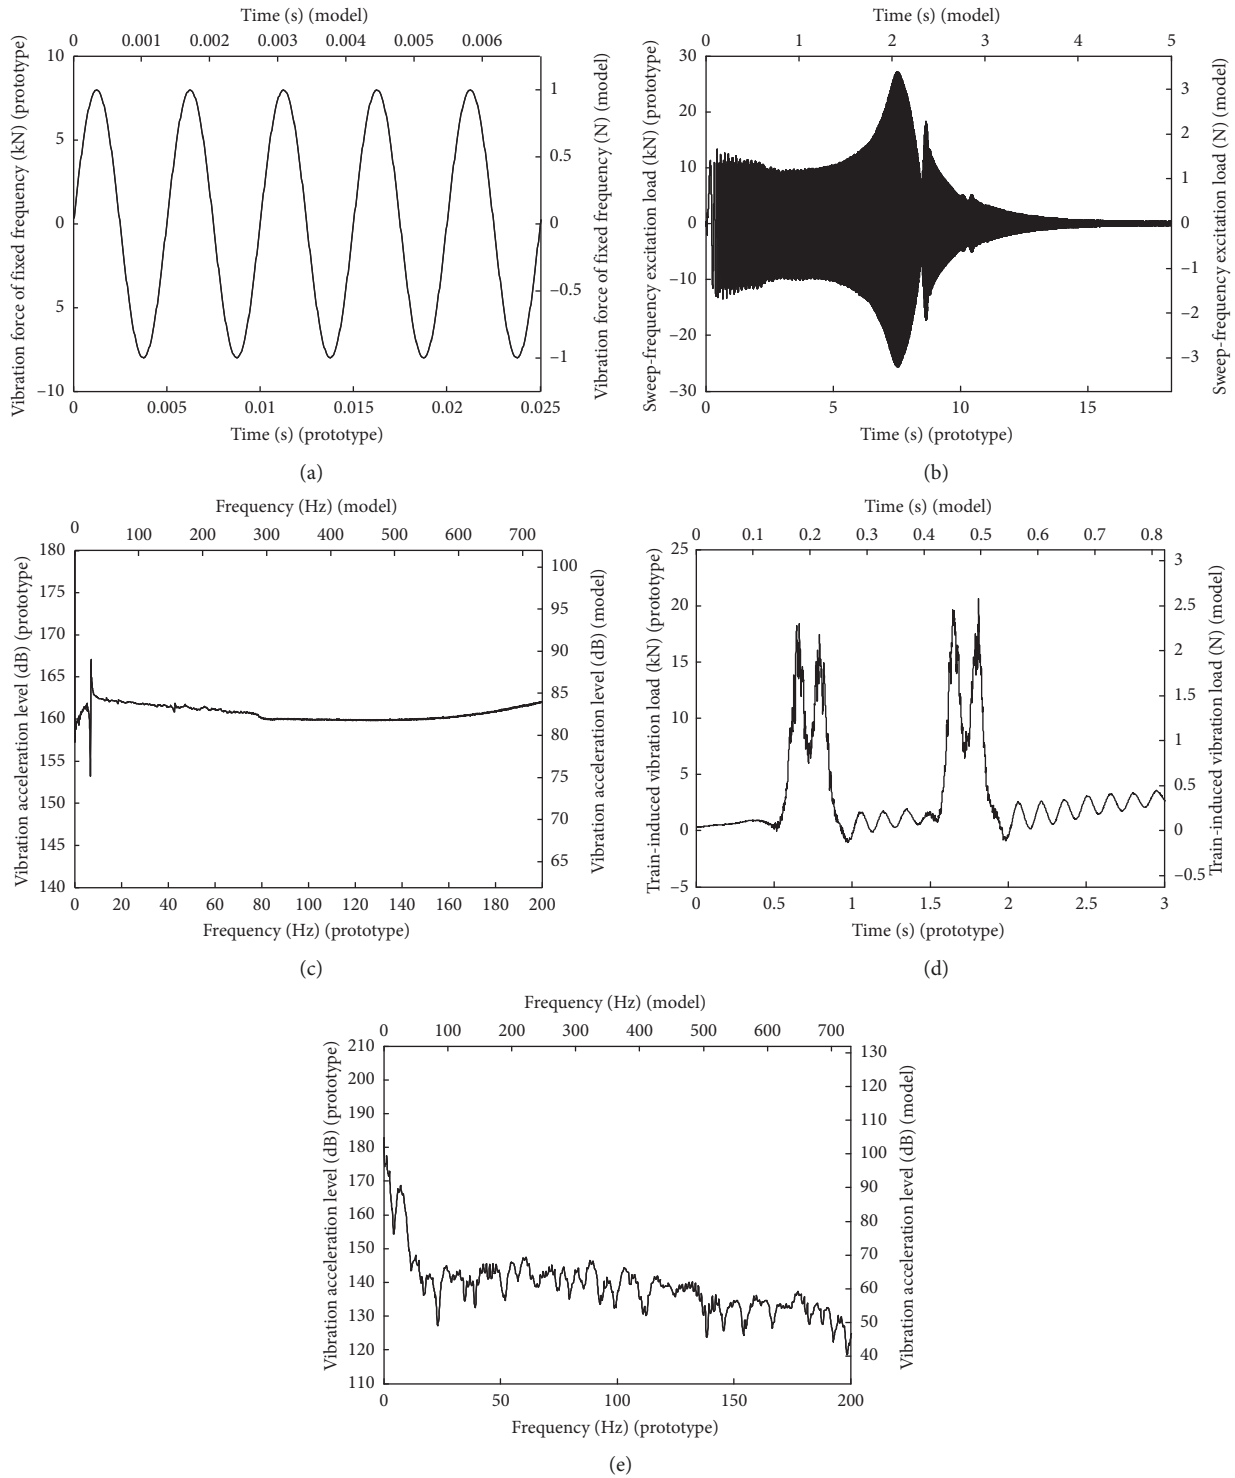 Time (s) (model)
0 0.001 0.002 0.003 0.004 0.005 0.006
Vibration force of fixed frequency (kN) (prototype)
10
5
0
5
–10
1
0.5
0
–0.5
–1
Vibration force of fixed frequency (N) (model)
0 0.005 0.01 0.015 0.02 0.025
Time (s) (prototype)
(a)
Time (s) (model)
0 1 2 3 4 5
Sweep-frequency excitation load (kN) (prototype)
30
20
10
0
–10
–20
–30
3
2
1
0
–1
–2
–3
Sweep-frequency excitation load (N) (model)
0 5 10 15
Time (s) (prototype)
(b)
Frequency (Hz) (model)
0 100 200 300 400 500 600 700
Vibration acceleration level (dB) (prototype)
180
175
170
165
160
155
150
145
140
100
95
90
85
80
75
70
65
Vibration acceleration level (dB) (model)
0 20 40 60 80 100 120 140 160 180 200
Frequency (Hz) (prototype)
(c)
Time (s) (model)
0 0.1 0.2 0.3 0.4 0.5 0.6 0.7 0.8
Train-induced vibration load (kN) (prototype)
25
20
15
10
5
0
–5
3
2.5
2
1.5
1
0.5
0
–0.5
Train-induced vibration load (N) (model)
0 0.5 1 1.5 2 2.5 3
Time (s) (prototype)
(d)
Frequency (Hz) (model)
0 100 200 300 400 500 600 700
Vibration acceleration level (dB) (prototype)
210
200
190
180
170
160
150
140
130
120
110
130
120
110
100
90
80
70
60
50
40
Vibration acceleration level (dB) (model)
0 50 100 150 200
Frequency (Hz) (prototype)
(e)